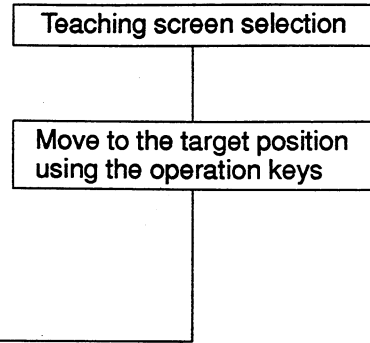 Teaching screen selection
Move to the target position
using the operation keys